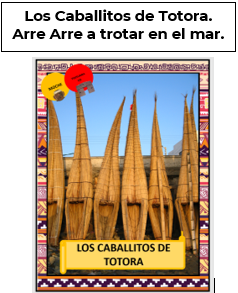 Los Caballitos de Totora.
Arre Arre a trotar en el mar.
LOS CABALLITOS DE
TOTORA